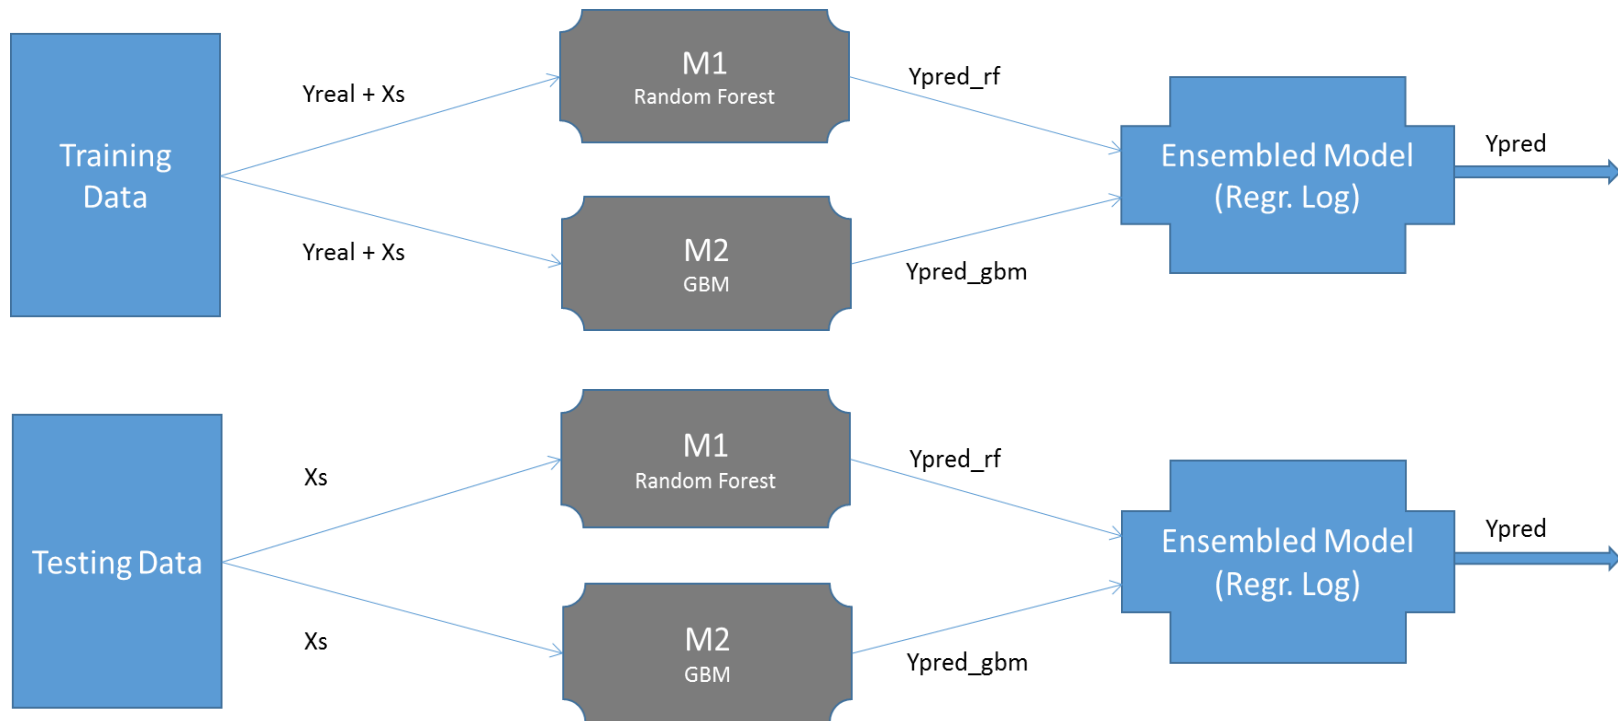 Training
Data
Yreal + Xs
Yreal + Xs
M1
Random Forest
M2
GBM
Ypred_rf
Ypred_gbm
Ensembled Model
(Regr. Log)
Ypred
Testing Data
Xs
Xs
M1
Random Forest
M2
GBM
Ypred_rf
Ypred_gbm
Ensembled Model
(Regr. Log)
Ypred